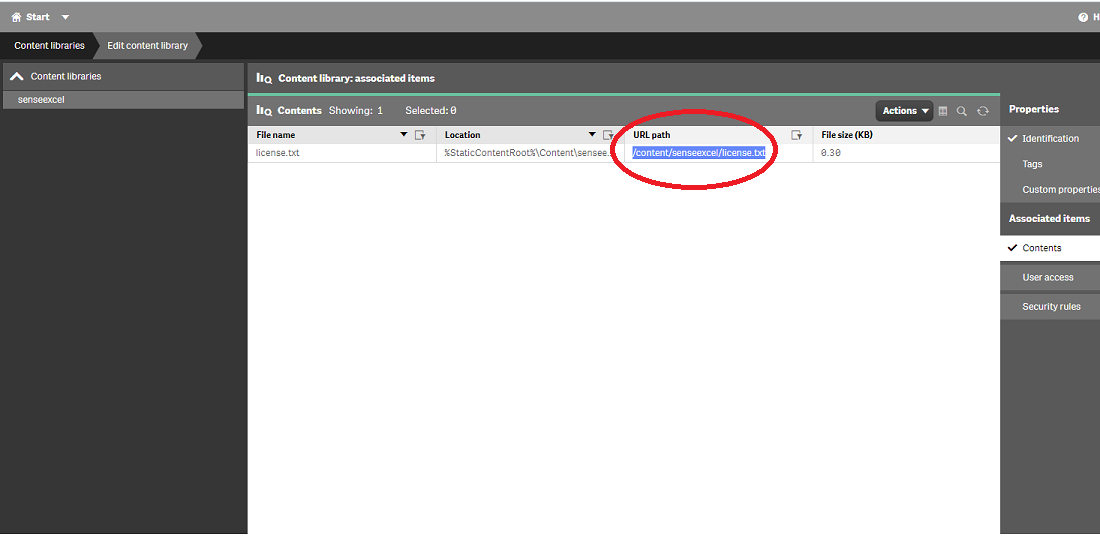 Start
H
Content libraries
Edit content library
Content libraries
senseexcel
Content library: associated items
Contents Showing: 1 Selected: 0
Actions
File name
Location
URL path
File size (KB)
license.txt
%StaticContentRoot%\Content\sensee...
/content/senseexcel/license.txt
0.30
Properties
Identification
Tags
Custom properties
Associated items
Contents
User access
Security rules